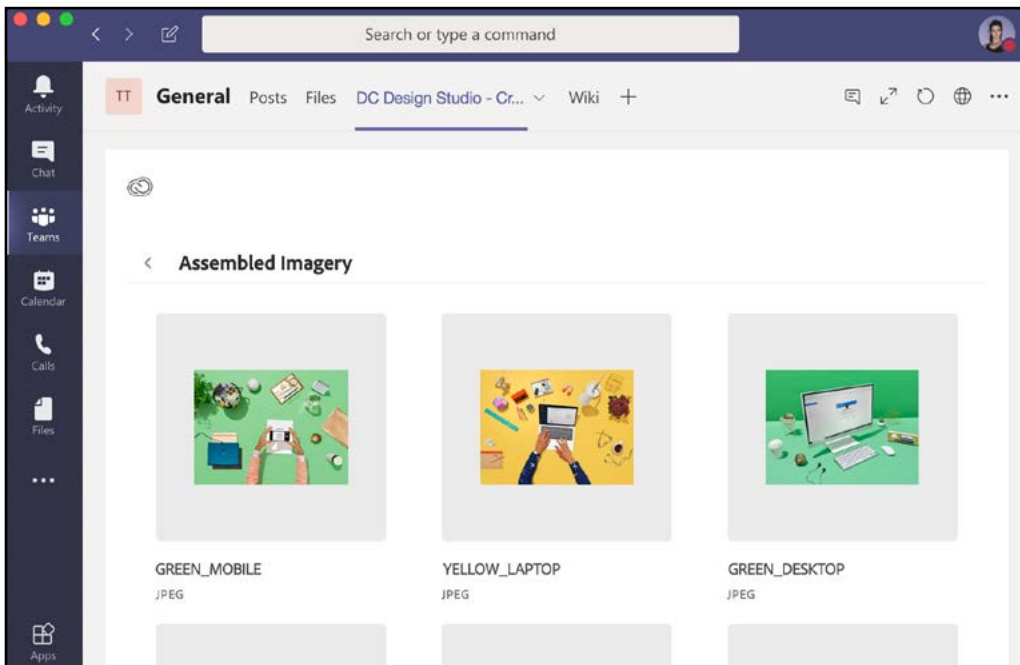 Search or type a command
Activity
Chat
Teams
Calendar
Calls
Files
Apps
TT General Posts Files DC Design Studio - Cr... Wiki
Assembled Imagery
GREEN_MOBILE YELLOW_LAPTOP GREEN_DESKTOP
JPEG JPEG JPEG